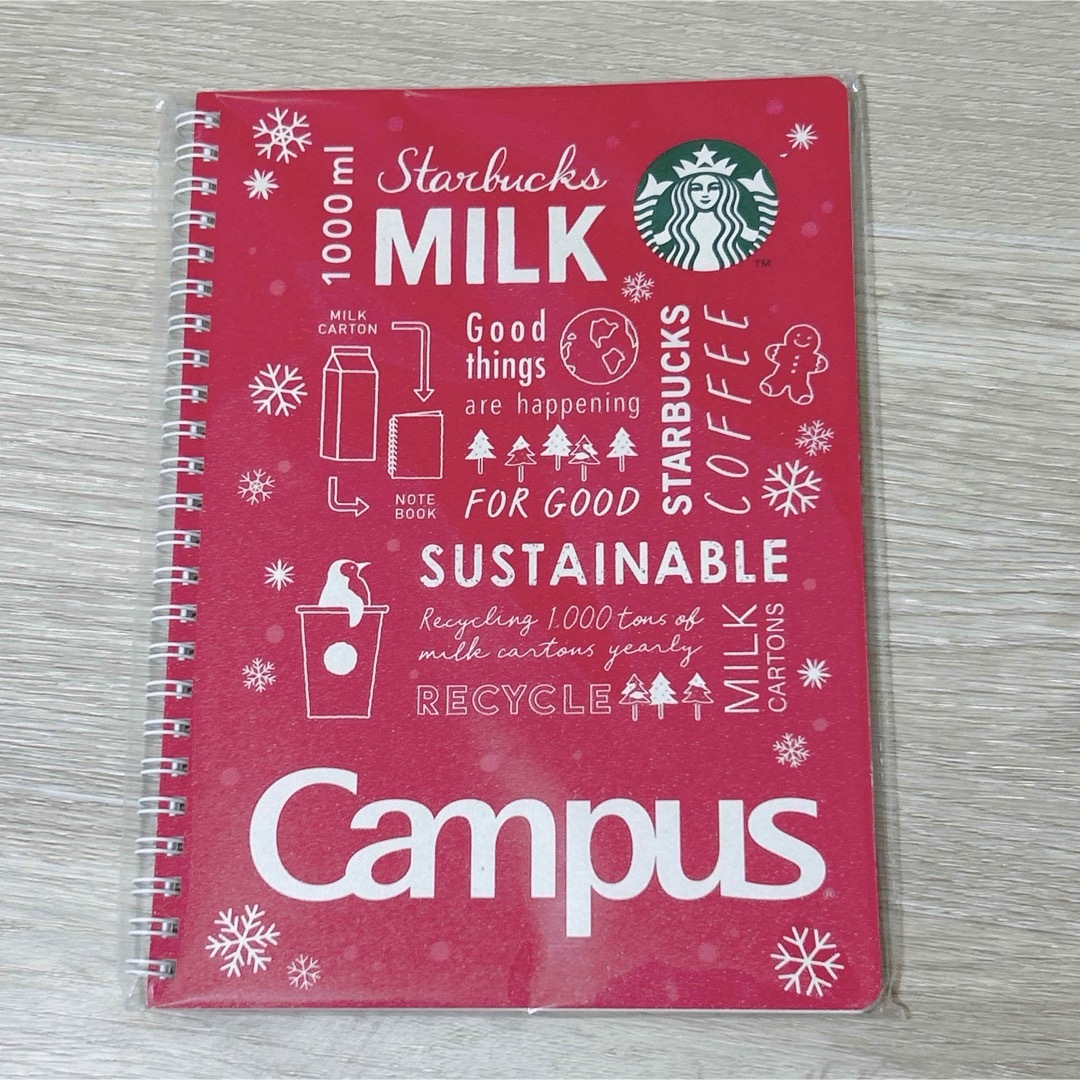 1000ml
Starbucks
MILK
TM
MILK
CARTON
NOTE
BOOK
Good
things
are happening
FOR GOOD
STARBUCKS
COFFEE
SUSTAINABLE
Recycling 1.000 tons of
milk cartons yearly
RECYCLE
MILK
CARTONS
Campus®